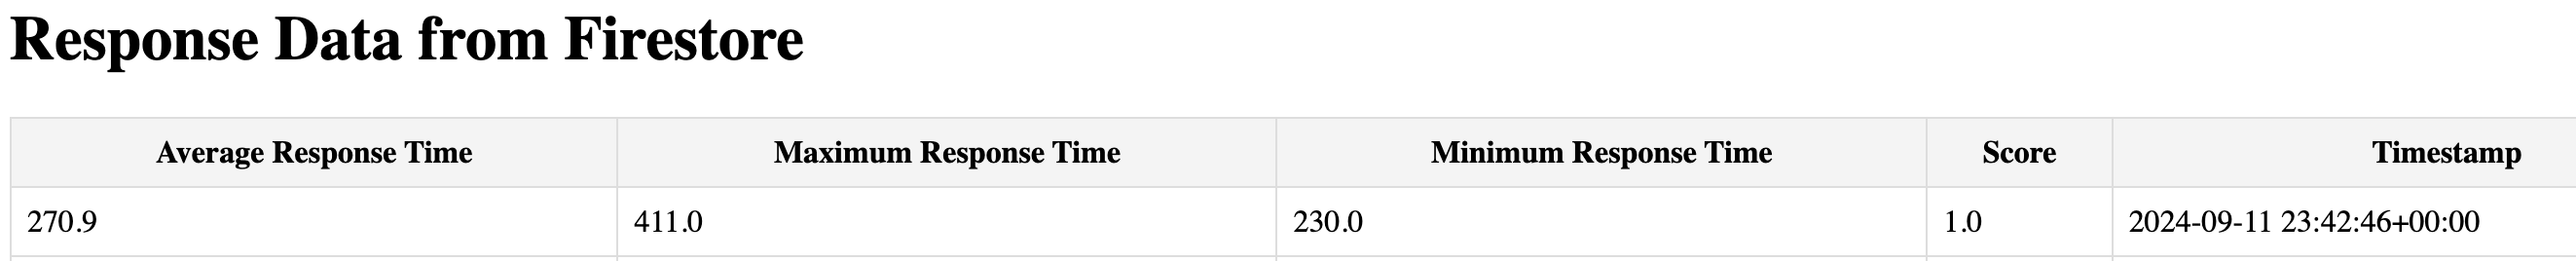 Response Data from Firestore
Average Response Time Maximum Response Time Minimum Response Time Score Timestamp
270.9 411.0 230.0 1.0 2024-09-11 23:42:46+00:00